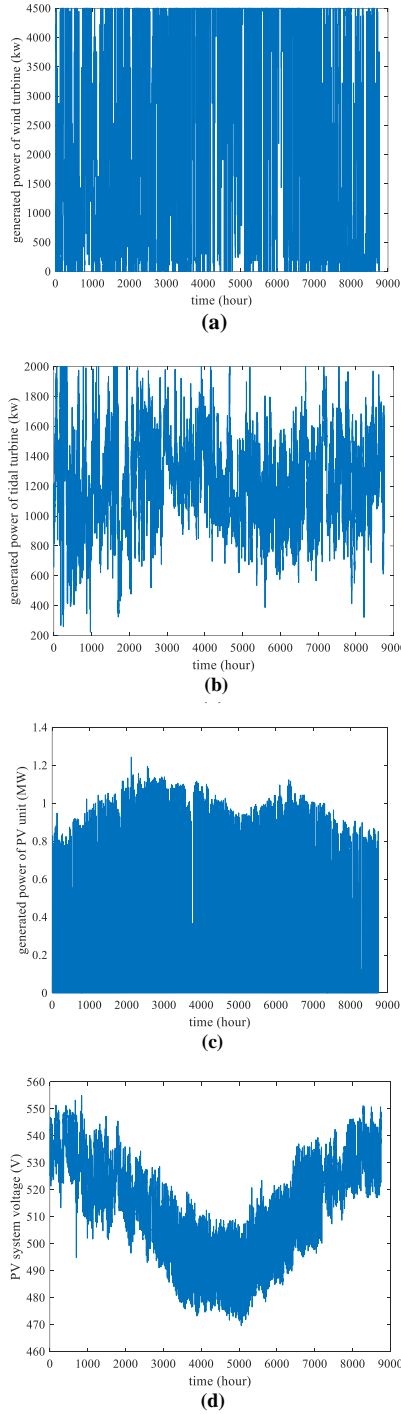 4500
4000
3500
3000
2500
2000
1500
1000
500
0
generated power of wind turbine (kw)
0 1000 2000 3000 4000 5000 6000 7000 8000 9000
time (hour)
(a)
2000
1800
1600
1400
1200
1000
800
600
400
200
generated power of tidal turbine (kw)
0 1000 2000 3000 4000 5000 6000 7000 8000 9000
time (hour)
(b)
1.4
1.2
1
0.8
0.6
0.4
0.2
0
generated power of PV unit (MW)
0 1000 2000 3000 4000 5000 6000 7000 8000 9000
time (hour)
(c)
560
550
540
530
520
510
500
490
480
470
460
PV system voltage (V)
0 1000 2000 3000 4000 5000 6000 7000 8000 9000
time (hour)
(d)